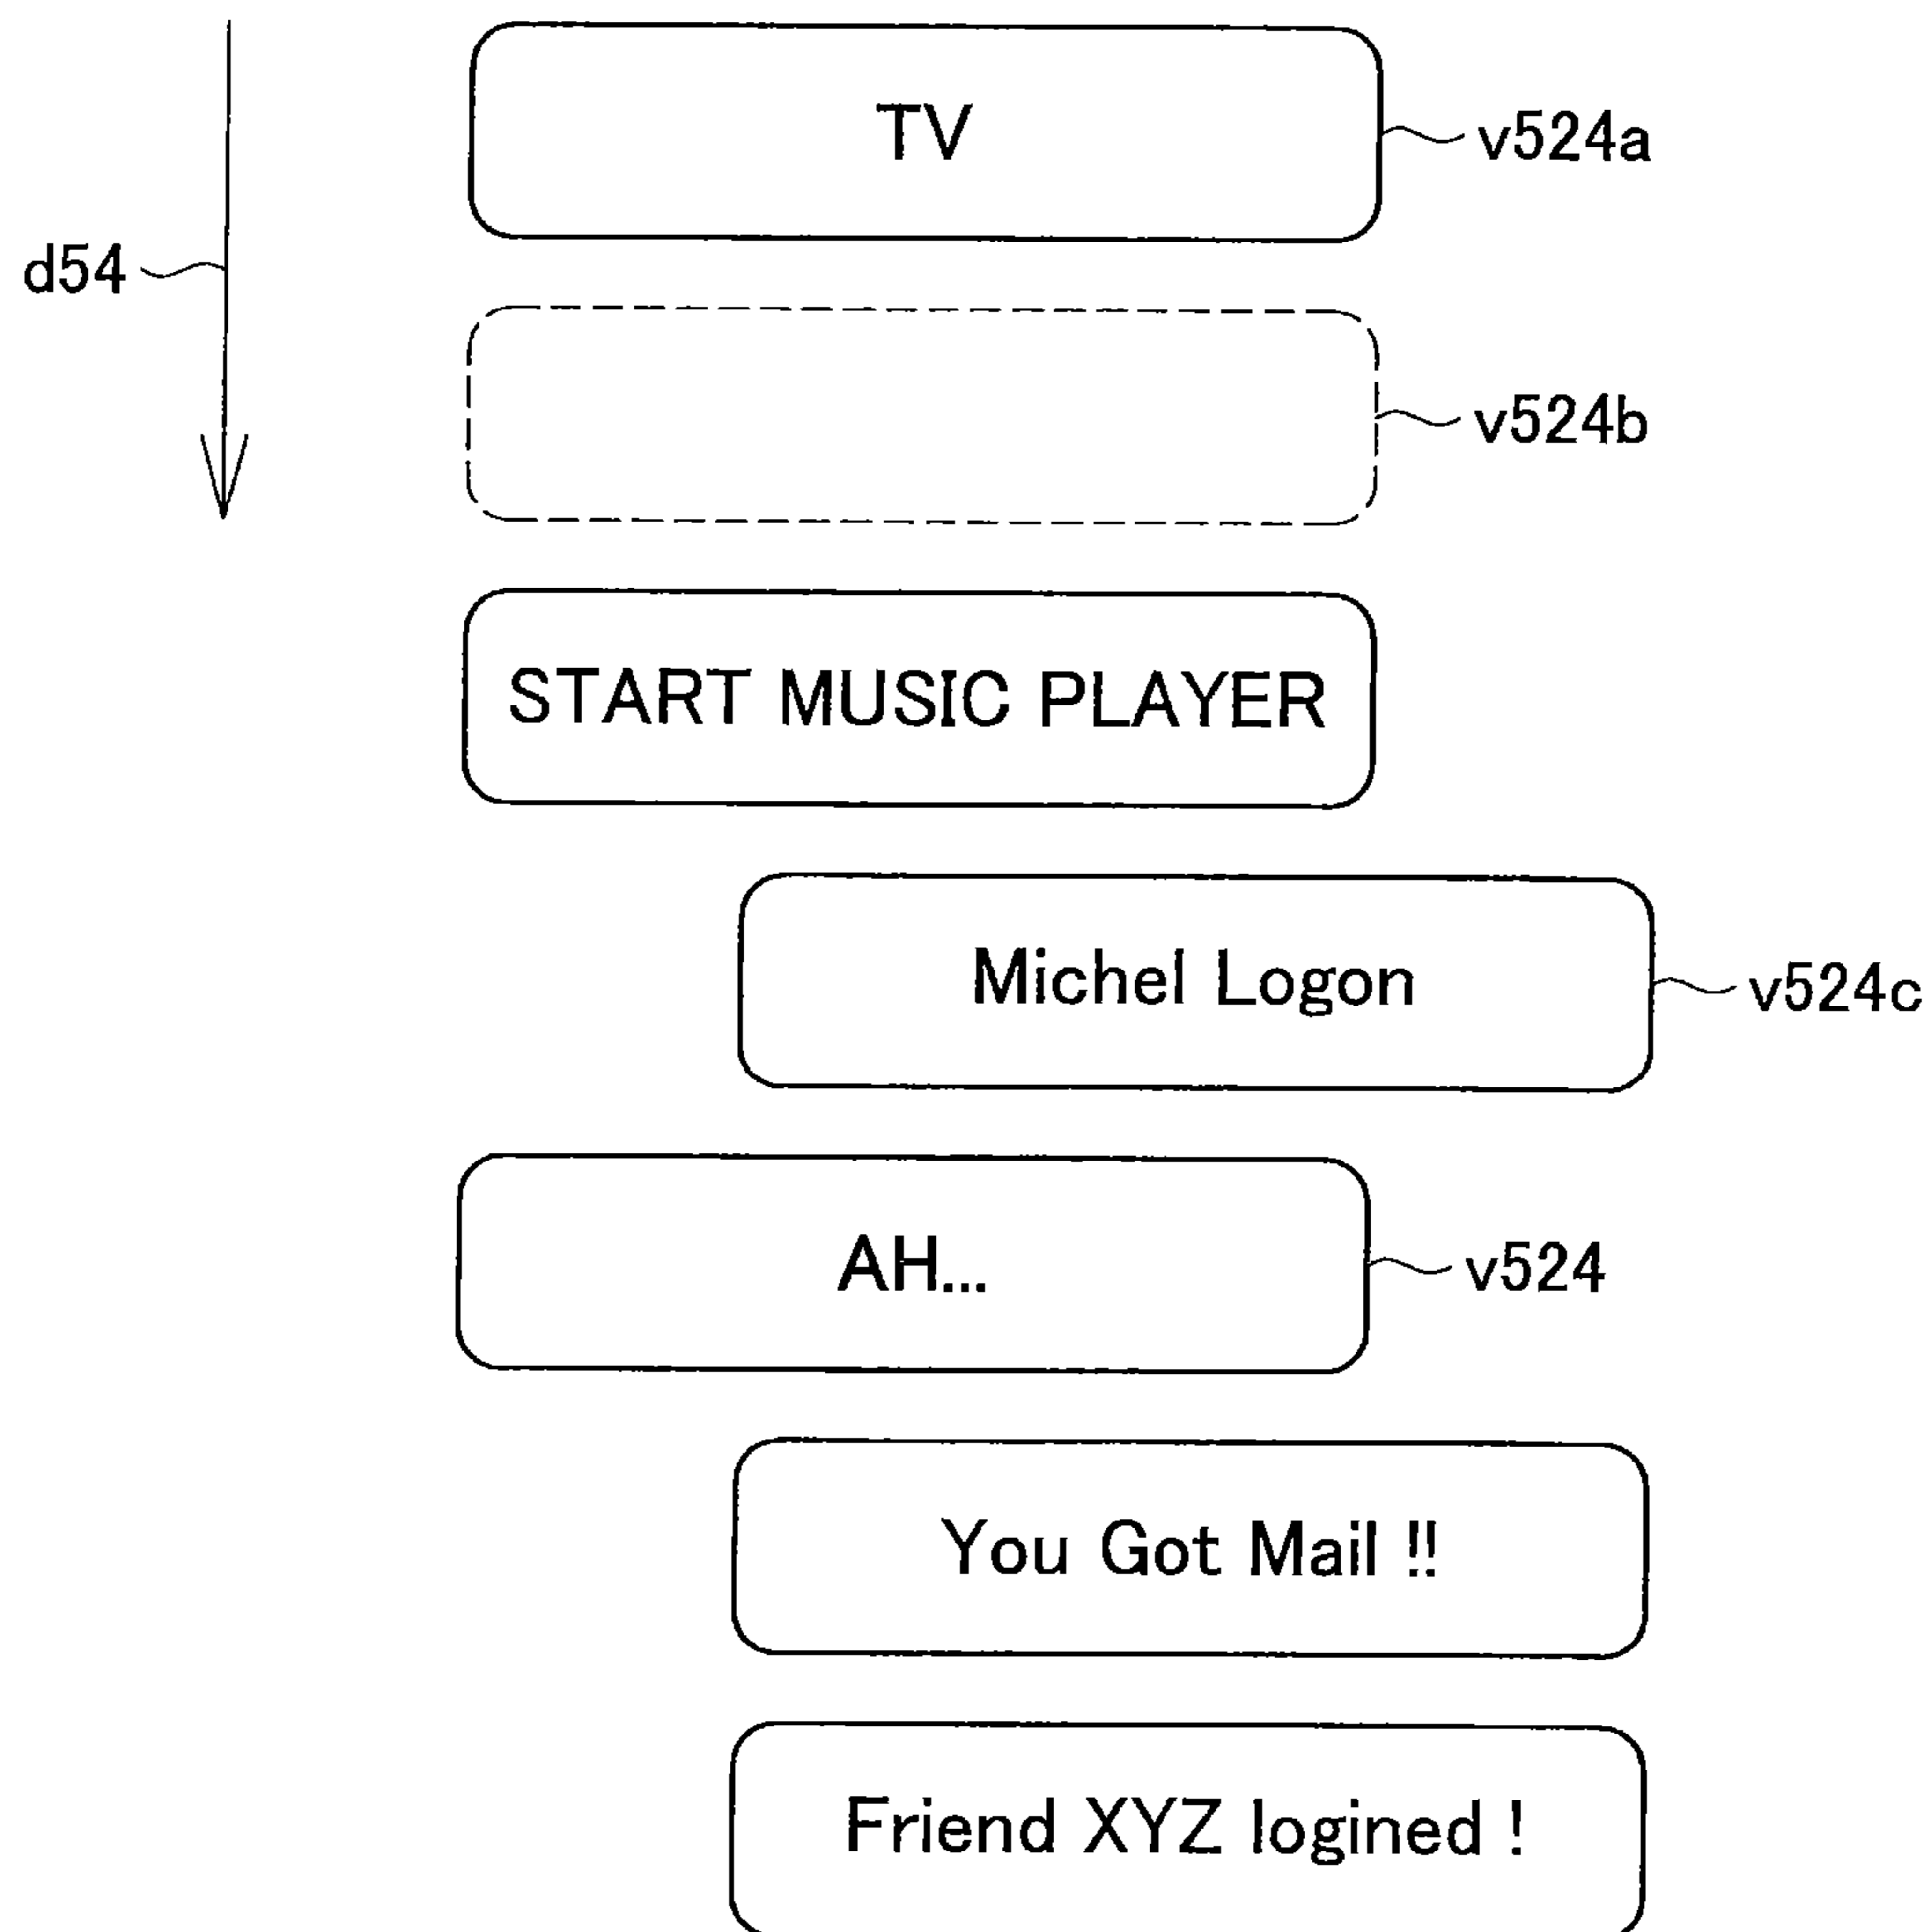 TV
v524a
d54
v524b
START MUSIC PLAYER
Michel Logon
v524c
AH...
v524
You Got Mail !!
Friend XYZ logined !